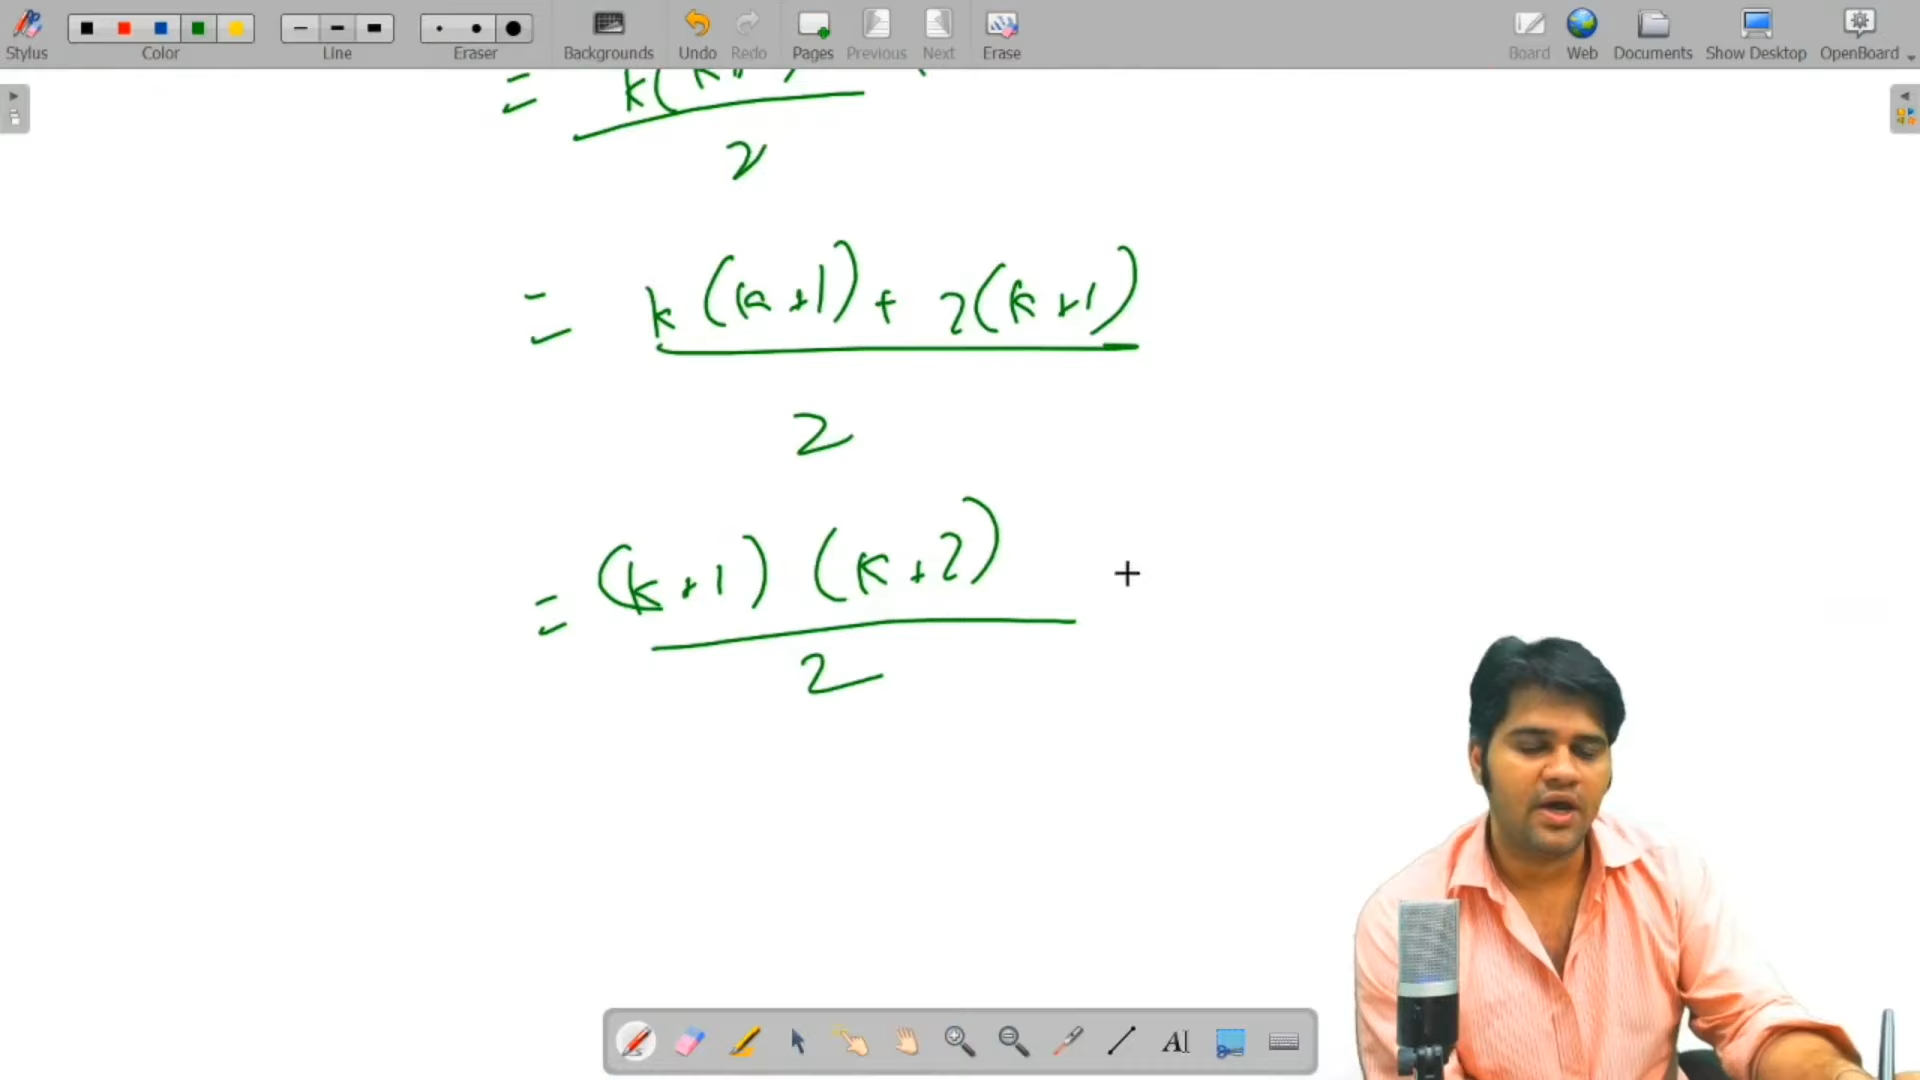 Stylus Color Line Eraser Backgrounds Undo Redo Pages Previous Next Erase Board Web Documents Show Desktop OpenBoard
= k(k
2
= k(k+1) + 2(k+1)
2
= (k+1) (k+2)
2
AI